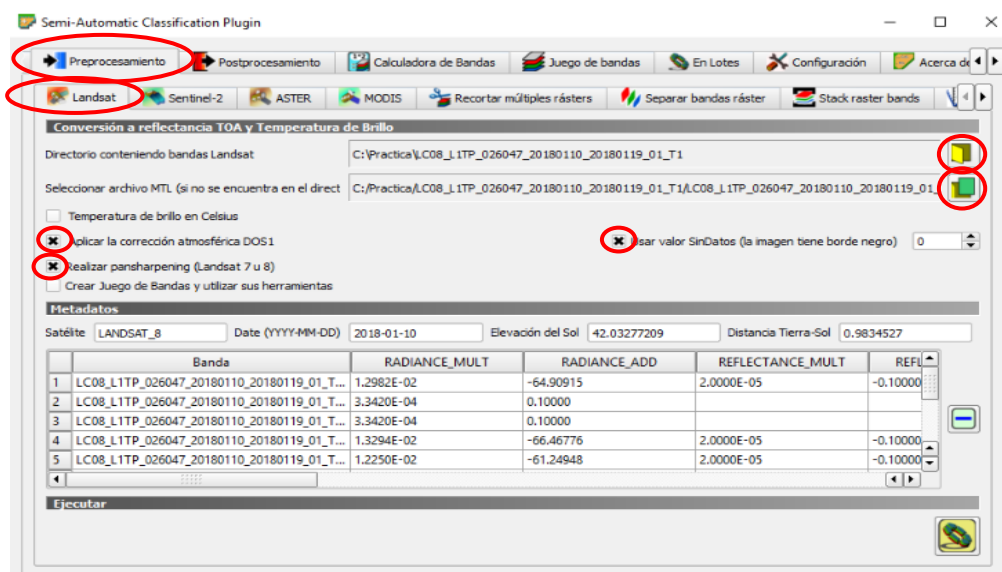 Semi-Automatic Classification Plugin
Preprocesamiento Postprocesamiento Calculadora de Bandas Juego de bandas En Lotes Configuración Acerca de
Landsat Sentinel-2 ASTER MODIS Recortar múltiples rásters Separar bandas ráster Stack raster bands
Conversión a reflectancia TOA y Temperatura de Brillo
Directorio conteniendo bandas Landsat C:\Practica\LC08_L1TP_026047_20180110_20180119_01_T1
Seleccionar archivo MTL (si no se encuentra en el direct C:/Practica/LC08_L1TP_026047_20180110_20180119_01_T1/LC08_L1TP_026047_20180110_20180119_01_
Temperatura de brillo en Celsius
Aplicar la corrección atmosférica DOS1 Usar valor SinDatos (la imagen tiene borde negro) 0
Realizar pansharpening (Landsat 7 u 8)
Crear Juego de Bandas y utilizar sus herramientas
Metadatos
Satélite LANDSAT_8 Date (YYYY-MM-DD) 2018-01-10 Elevación del Sol 42.03277209 Distancia Tierra-Sol 0.9834527
Banda RADIANCE_MULT RADIANCE_ADD REFLECTANCE_MULT REFL
1 LC08_L1TP_026047_20180110_20180119_01_T... 1.2982E-02 -64.90915 2.0000E-05 -0.10000
2 LC08_L1TP_026047_20180110_20180119_01_T... 3.3420E-04 0.10000
3 LC08_L1TP_026047_20180110_20180119_01_T... 3.3420E-04 0.10000
4 LC08_L1TP_026047_20180110_20180119_01_T... 1.3294E-02 -66.46776 2.0000E-05 -0.10000
5 LC08_L1TP_026047_20180110_20180119_01_T... 1.2250E-02 -61.24948 2.0000E-05 -0.10000
Ejecutar